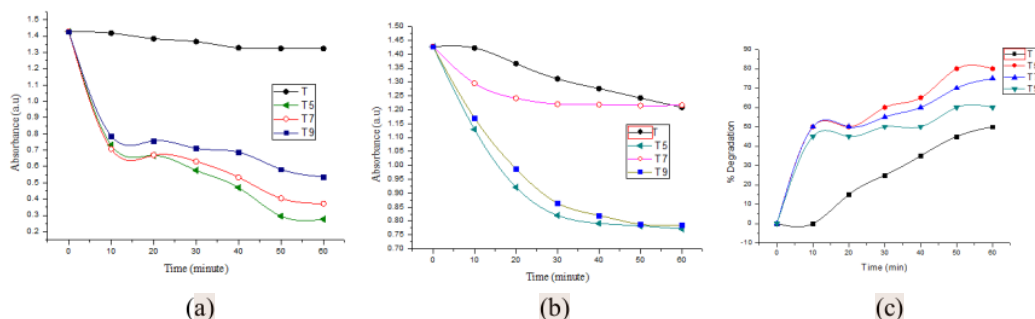 1.5
1.4
1.3
1.2
1.1
1.0
0.9
0.8
0.7
0.6
0.5
0.4
0.3
0.2
Absorbance (a.u)
0 10 20 30 40 50 60
Time (minute)
T
T5
T7
T9
(a)
1.50
1.45
1.40
1.35
1.30
1.25
1.20
1.15
1.10
1.05
1.00
0.95
0.90
0.85
0.80
0.75
0.70
Absorbance (a.u)
0 10 20 30 40 50 60
Time (minute)
T
T5
T7
T9
(b)
90
80
70
60
50
40
30
20
10
0
-10
% Degradation
0 10 20 30 40 50 60
Time (min)
T
(c)